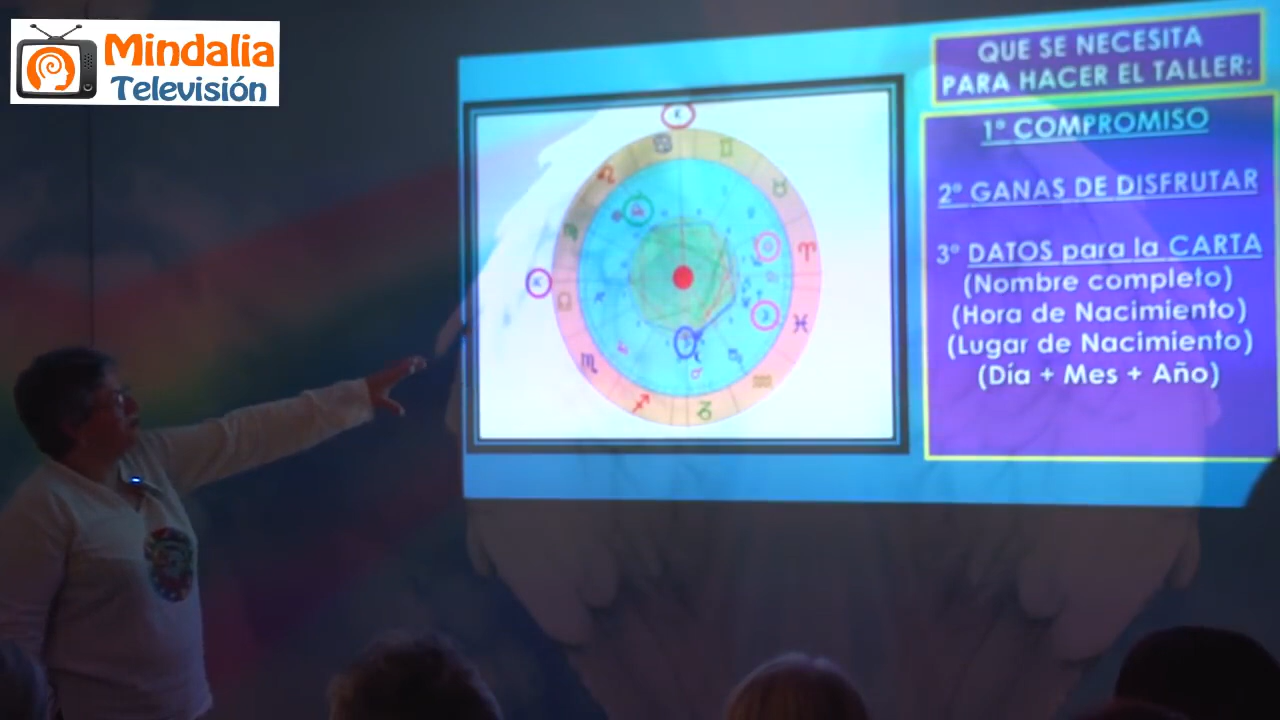 Mindalia
Televisión
QUE SE NECESITA
PARA HACER EL TALLER:
1º COMPROMISO
2º GANAS DE DISFRUTAR
3º DATOS para la CARTA
(Nombre completo)
(Hora de Nacimiento)
(Lugar de Nacimiento)
(Día + Mes + Año)